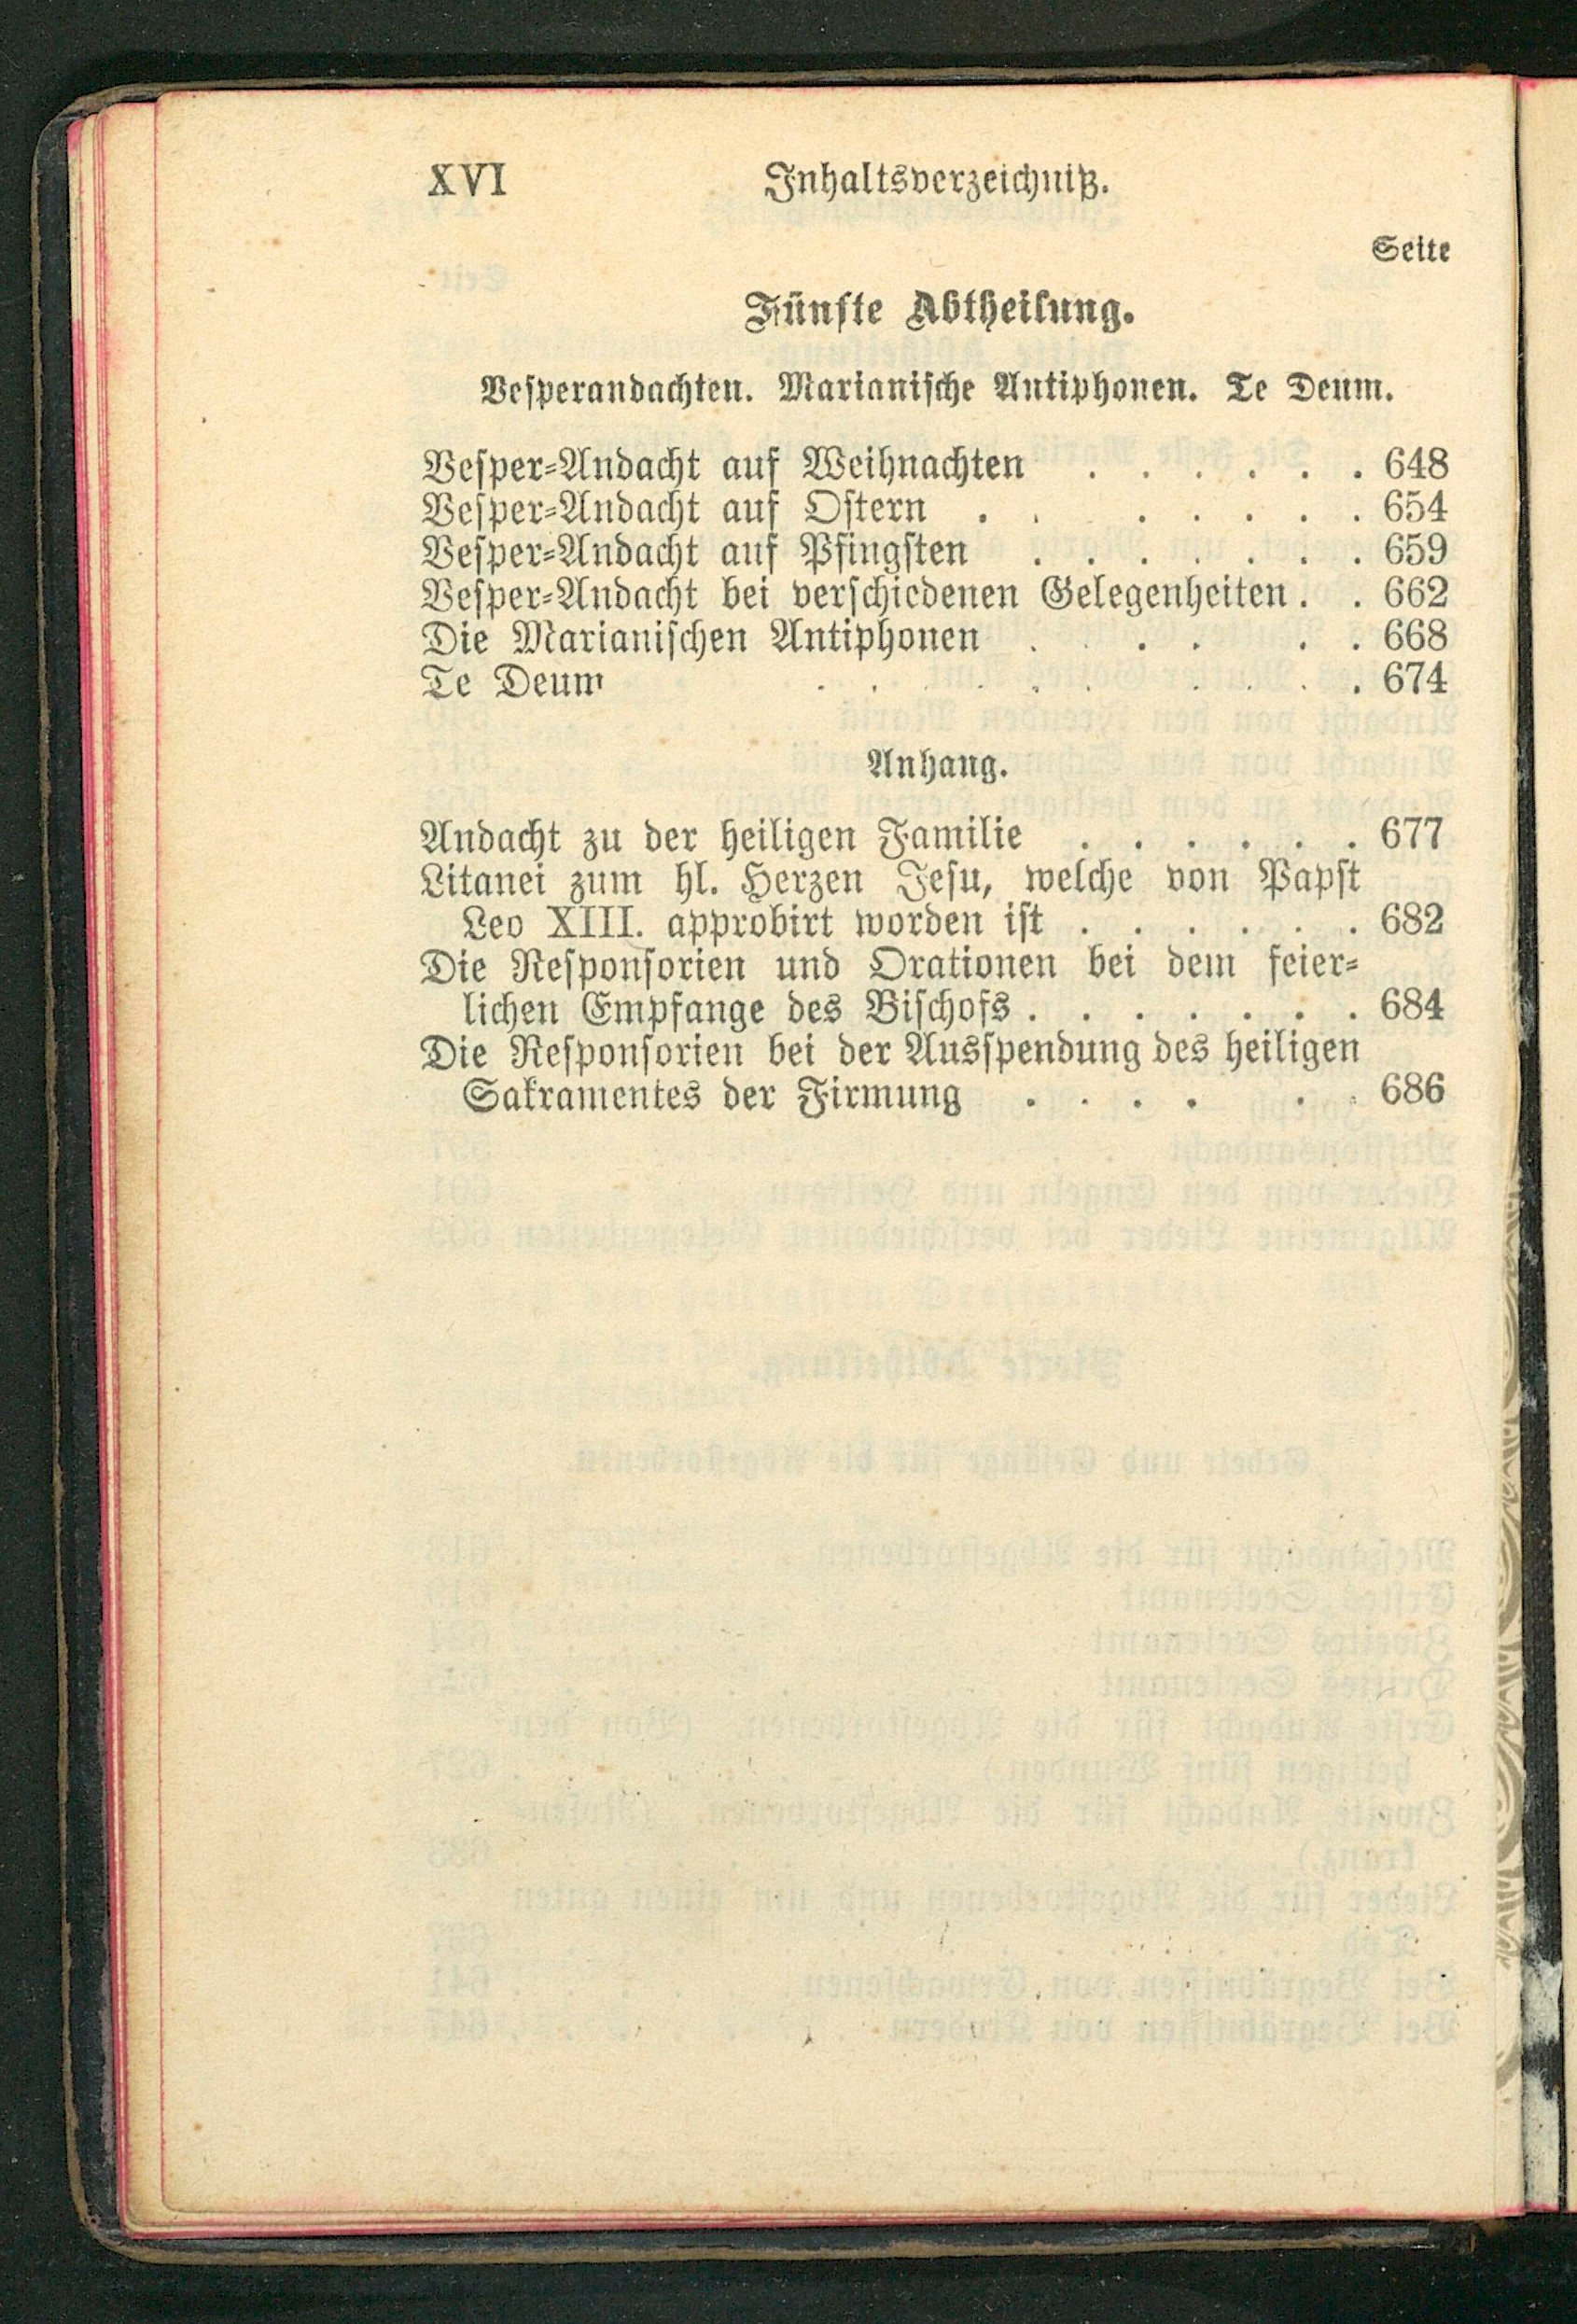 XVI Inhaltsverzeichniß.
Seite
Fünfte Abtheilung.
Vesperandachten. Marianische Antiphonen. Te Deum.
Vesper=Andacht auf Weihnachten . . . . . . 648
Vesper=Andacht auf Ostern . . . . . . . 654
Vesper=Andacht auf Pfingsten . . . . . . . 659
Vesper=Andacht bei verschiedenen Gelegenheiten . . 662
Die Marianischen Antiphonen . . . . . . 668
Te Deum . . . . . . . . . . 674
Anhang.
Andacht zu der heiligen Familie . . . . . . 677
Litanei zum hl. Herzen Jesu, welche von Papst
Leo XIII. approbirt worden ist . . . . . . 682
Die Responsorien und Orationen bei dem feier=
lichen Empfange des Bischofs . . . . . . . 684
Die Responsorien bei der Ausspendung des heiligen
Sakramentes der Firmung . . . . . . 686